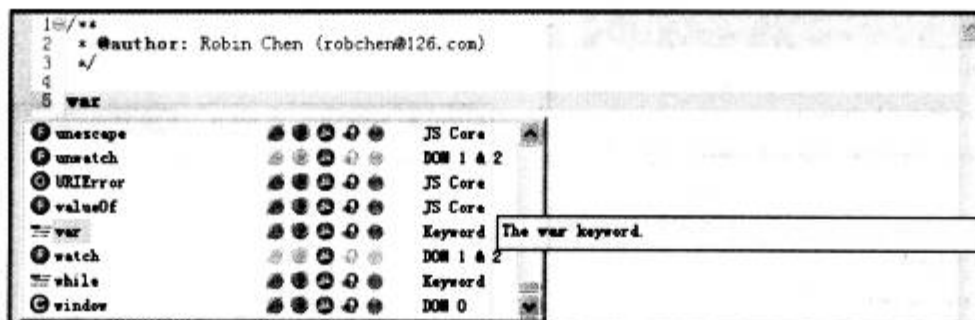 1 /**
2 * @author: Robin Chen (robchen@126.com)
3 */
4
5 var
unescape JS Core
unwatch DOM 1 & 2
URIError JS Core
valueOf JS Core
var Keyword The var keyword.
watch DOM 1 & 2
while Keyword
window DOM 0